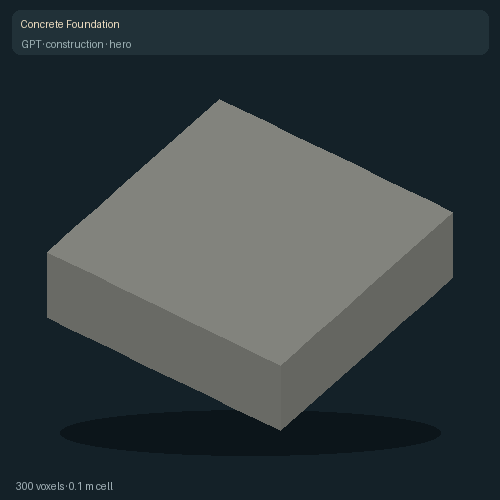 Concrete Foundation
GPT · construction · hero
300 voxels · 0.1 m cell